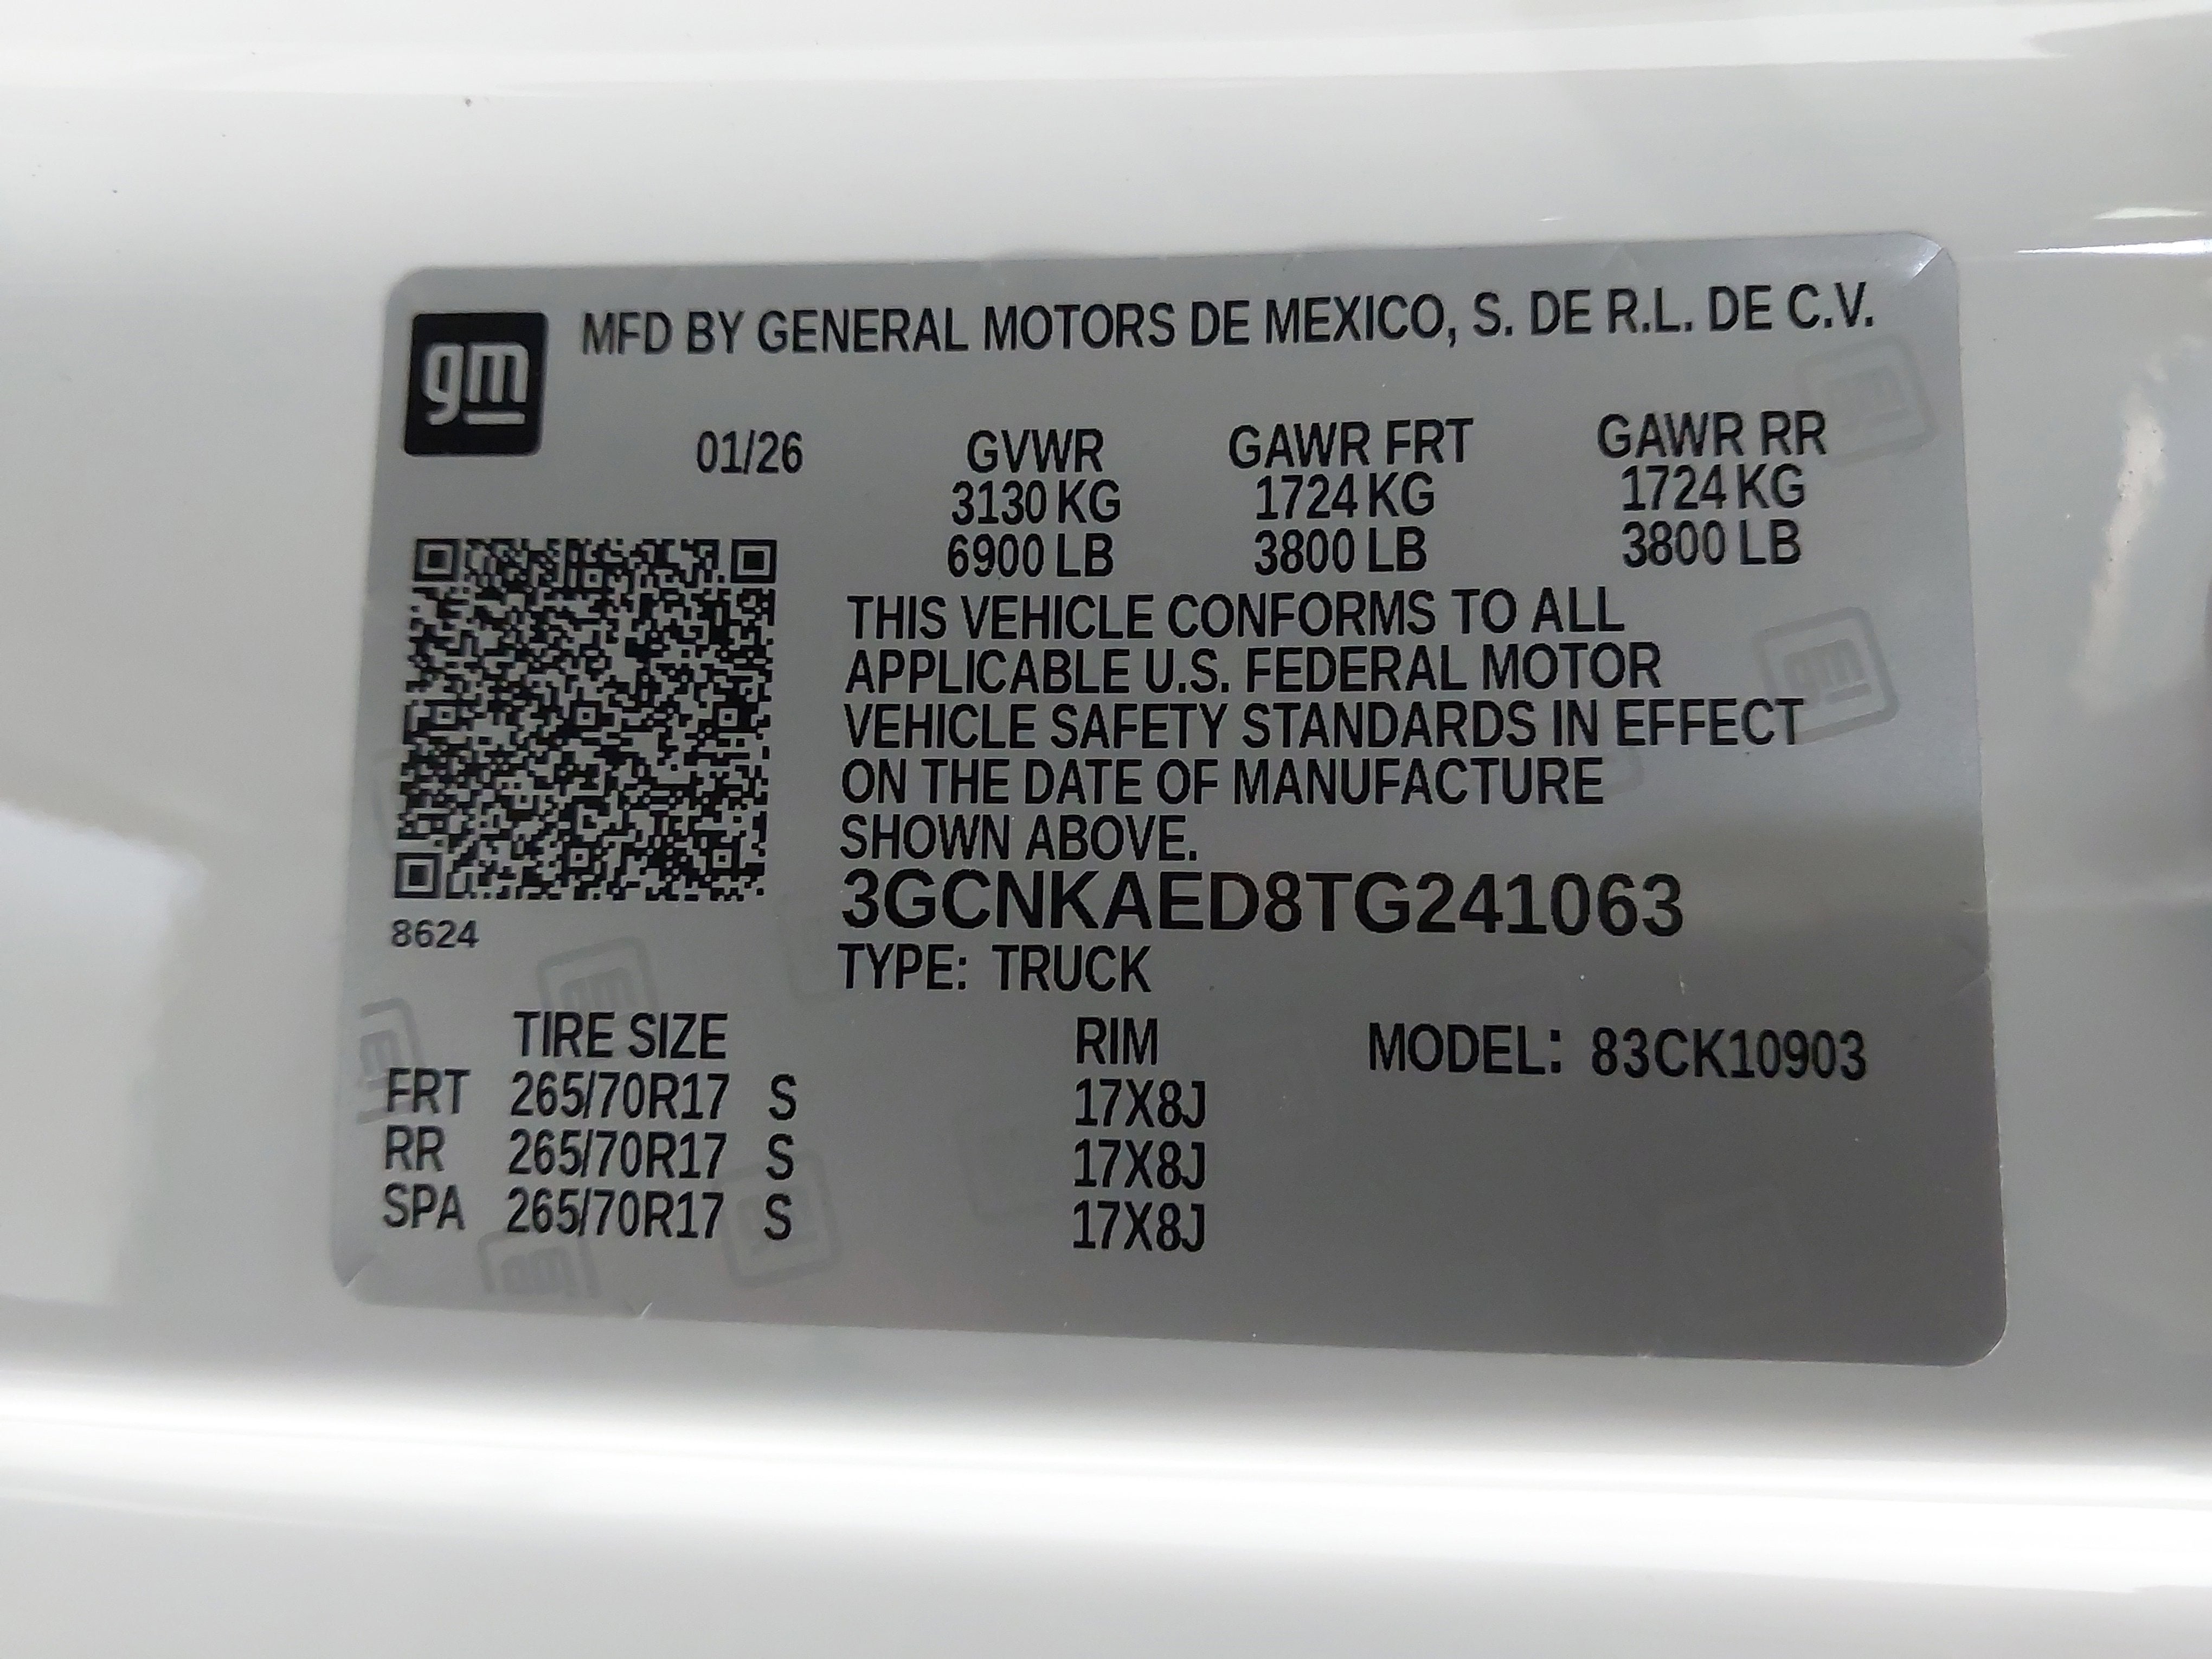 gm MFD BY GENERAL MOTORS DE MEXICO, S. DE R.L. DE C.V.
01/26 GVWR GAWR FRT GAWR RR
3130 KG 1724 KG 1724 KG
6900 LB 3800 LB 3800 LB
THIS VEHICLE CONFORMS TO ALL
APPLICABLE U.S. FEDERAL MOTOR
VEHICLE SAFETY STANDARDS IN EFFECT
ON THE DATE OF MANUFACTURE
SHOWN ABOVE.
3GCNKAED8TG241063
8624
TYPE: TRUCK
TIRE SIZE RIM MODEL: 83CK10903
FRT 265/70R17 S 17X8J
RR 265/70R17 S 17X8J
SPA 265/70R17 S 17X8J